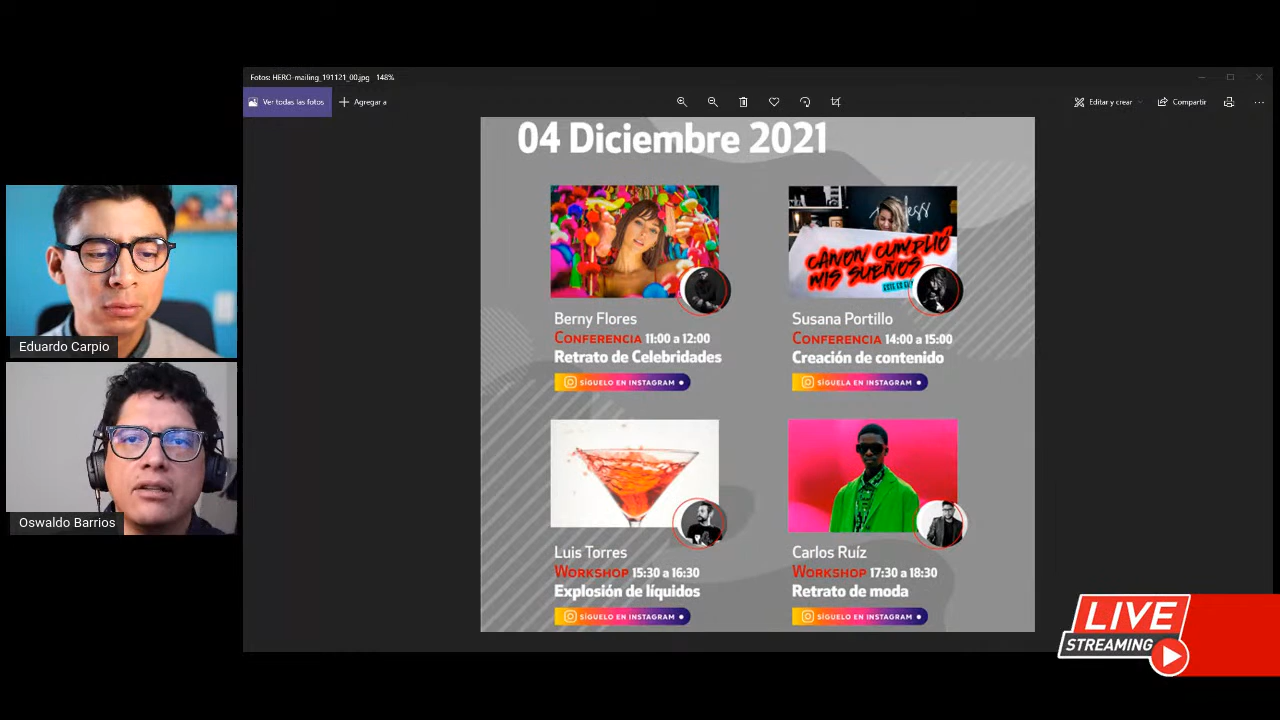 Fotos: HERO-mailing_191121_00.jpg 148%
Ver todas las fotos
Agregar a
Editar y crear
Compartir
04 Diciembre 2021
CANON CUMPLIÓ
MIS SUEÑOS
Berny Flores
CONFERENCIA 11:00 a 12:00
Retrato de Celebridades
SÍGUELO EN INSTAGRAM
Susana Portillo
CONFERENCIA 14:00 a 15:00
Creación de contenido
SÍGUELA EN INSTAGRAM
Luis Torres
WORKSHOP 15:30 a 16:30
Explosión de líquidos
SÍGUELO EN INSTAGRAM
Carlos Ruíz
WORKSHOP 17:30 a 18:30
Retrato de moda
SÍGUELO EN INSTAGRAM
Eduardo Carpio
Oswaldo Barrios
LIVE
STREAMING